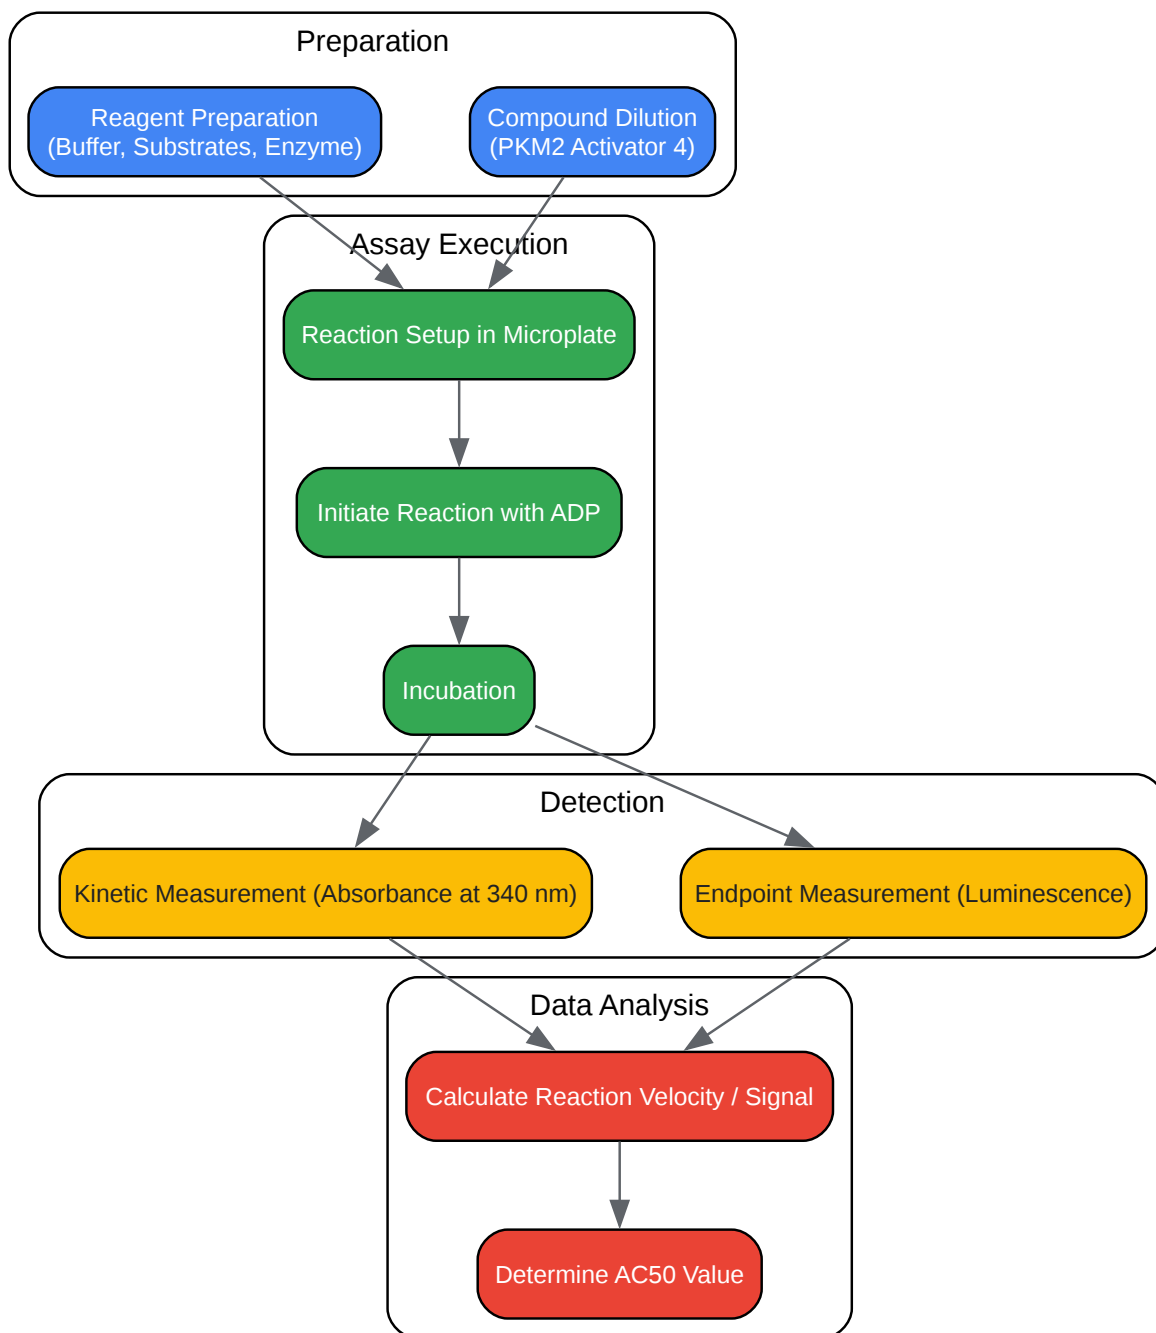 Preparation
Reagent Preparation
(Buffer, Substrates, Enzyme)
Compound Dilution
(PKM2 Activator 4)
Assay Execution
Reaction Setup in Microplate
Initiate Reaction with ADP
Incubation
Detection
Kinetic Measurement (Absorbance at 340 nm)
Endpoint Measurement (Luminescence)
Data Analysis
Calculate Reaction Velocity / Signal
Determine AC50 Value